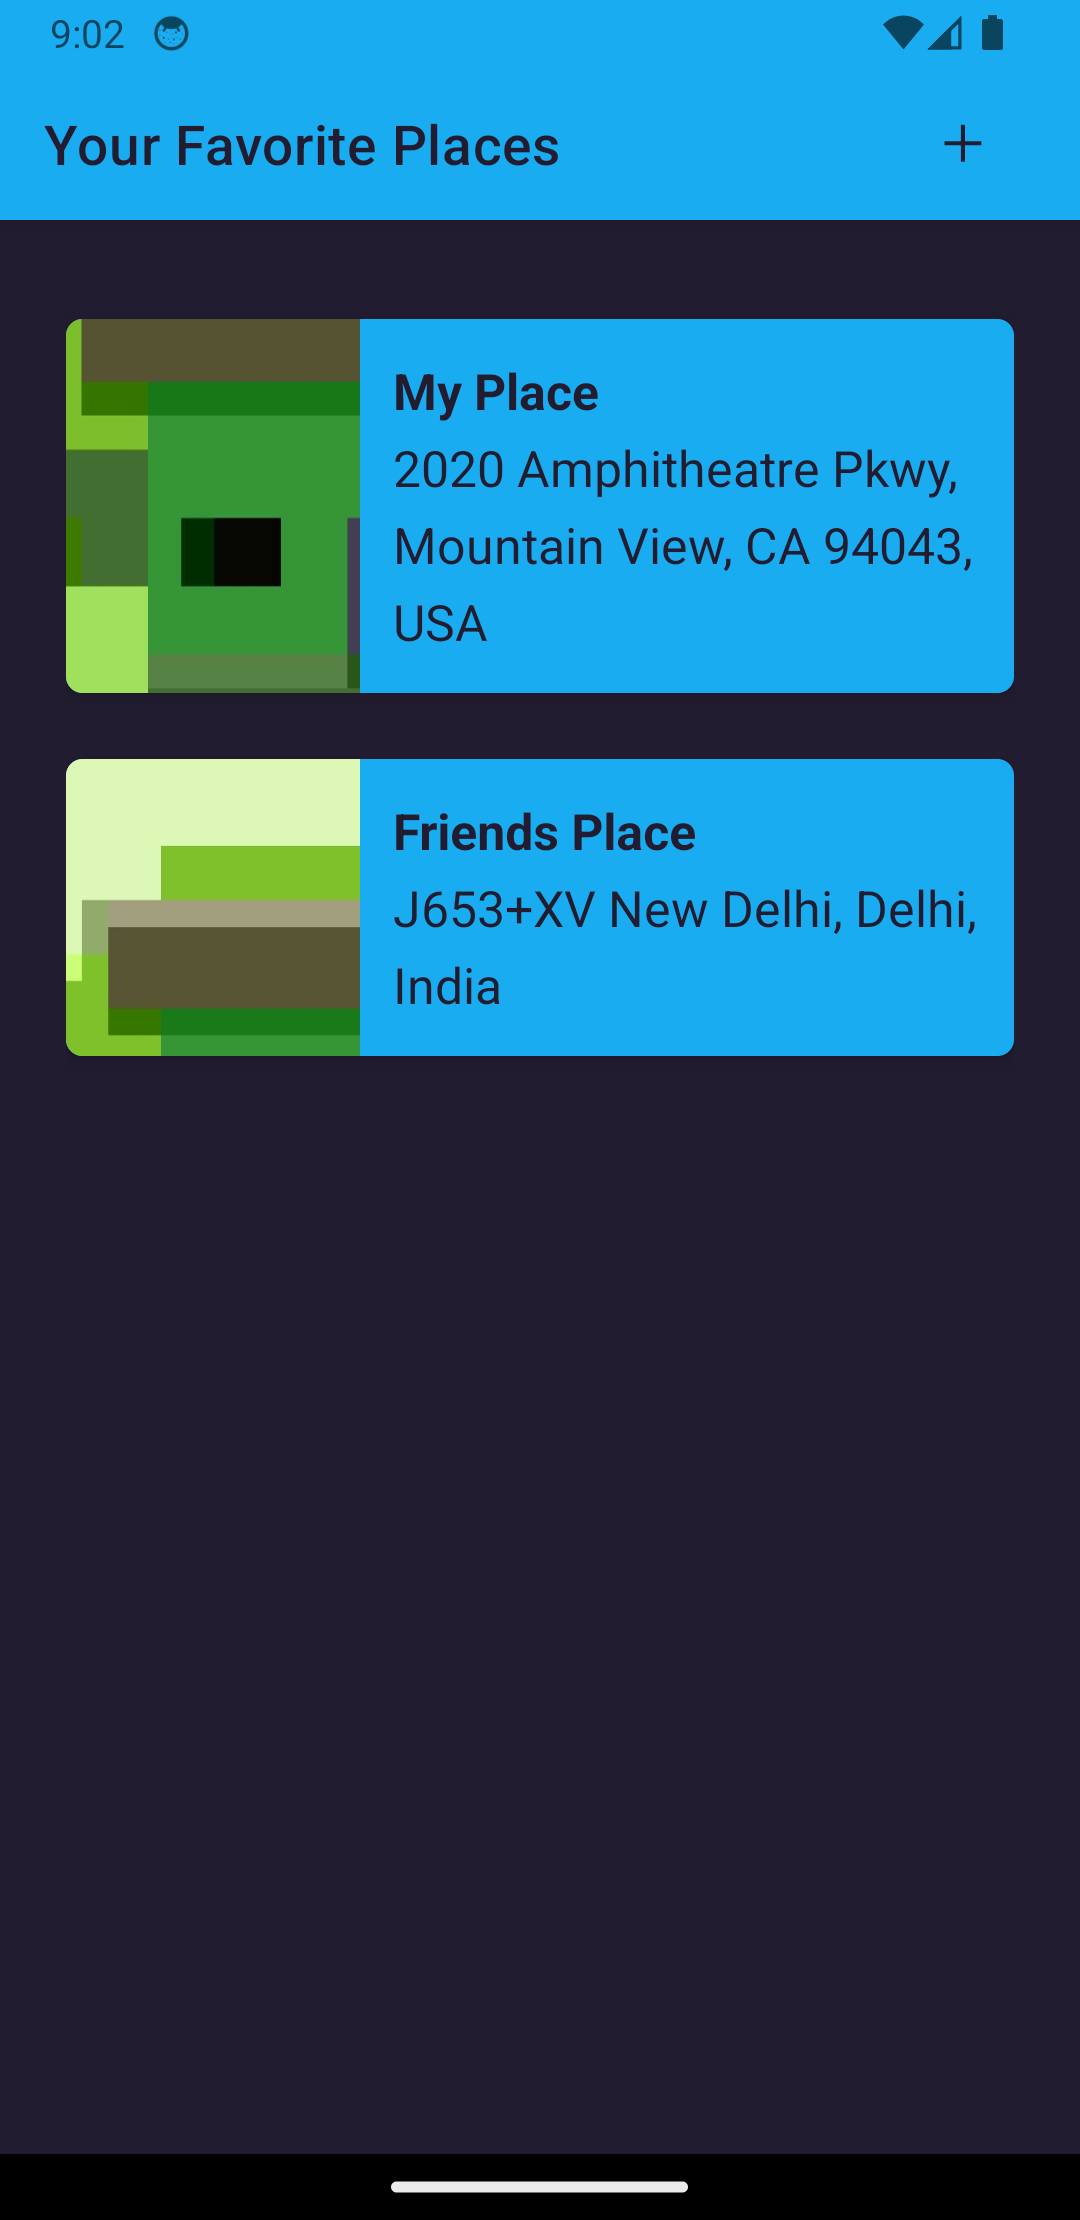 9:02
Your Favorite Places
My Place
2020 Amphitheatre Pkwy,
Mountain View, CA 94043,
USA
Friends Place
J653+XV New Delhi, Delhi,
India